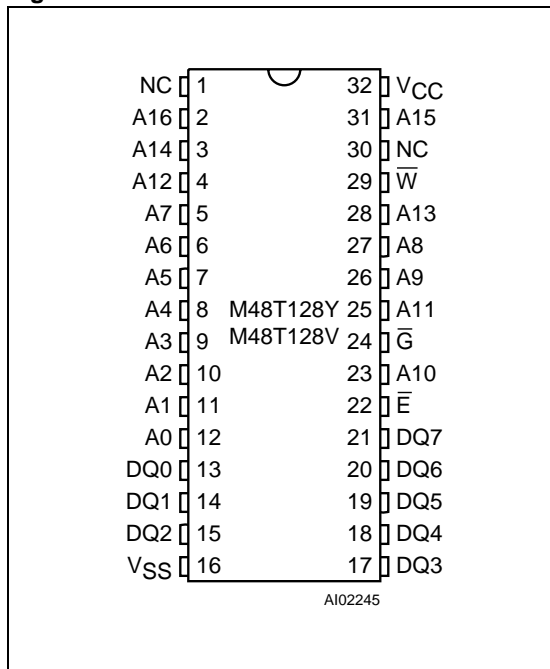 NC 1 32 VCC
A16 2 31 A15
A14 3 30 NC
A12 4 29 W̅
A7 5 28 A13
A6 6 27 A8
A5 7 26 A9
A4 8 M48T128Y 25 A11
A3 9 M48T128V 24 G̅
A2 10 23 A10
A1 11 22 E̅
A0 12 21 DQ7
DQ0 13 20 DQ6
DQ1 14 19 DQ5
DQ2 15 18 DQ4
VSS 16 17 DQ3
AI02245